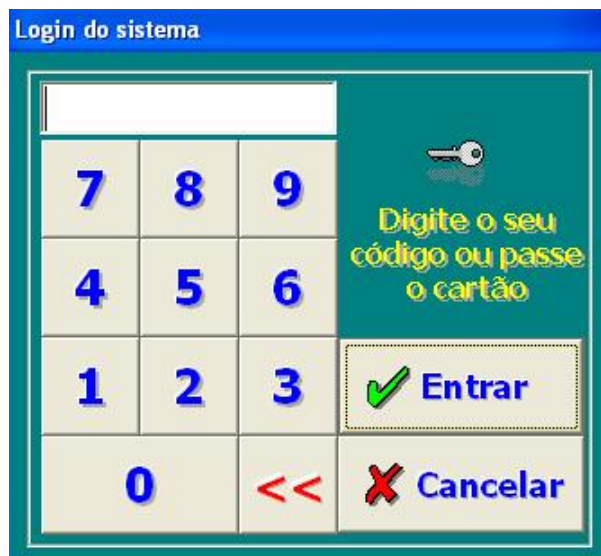 Login do sistema
7 8 9
Digite o seu
código ou passe
o cartão
4 5 6
1 2 3
Entrar
0 <<
Cancelar